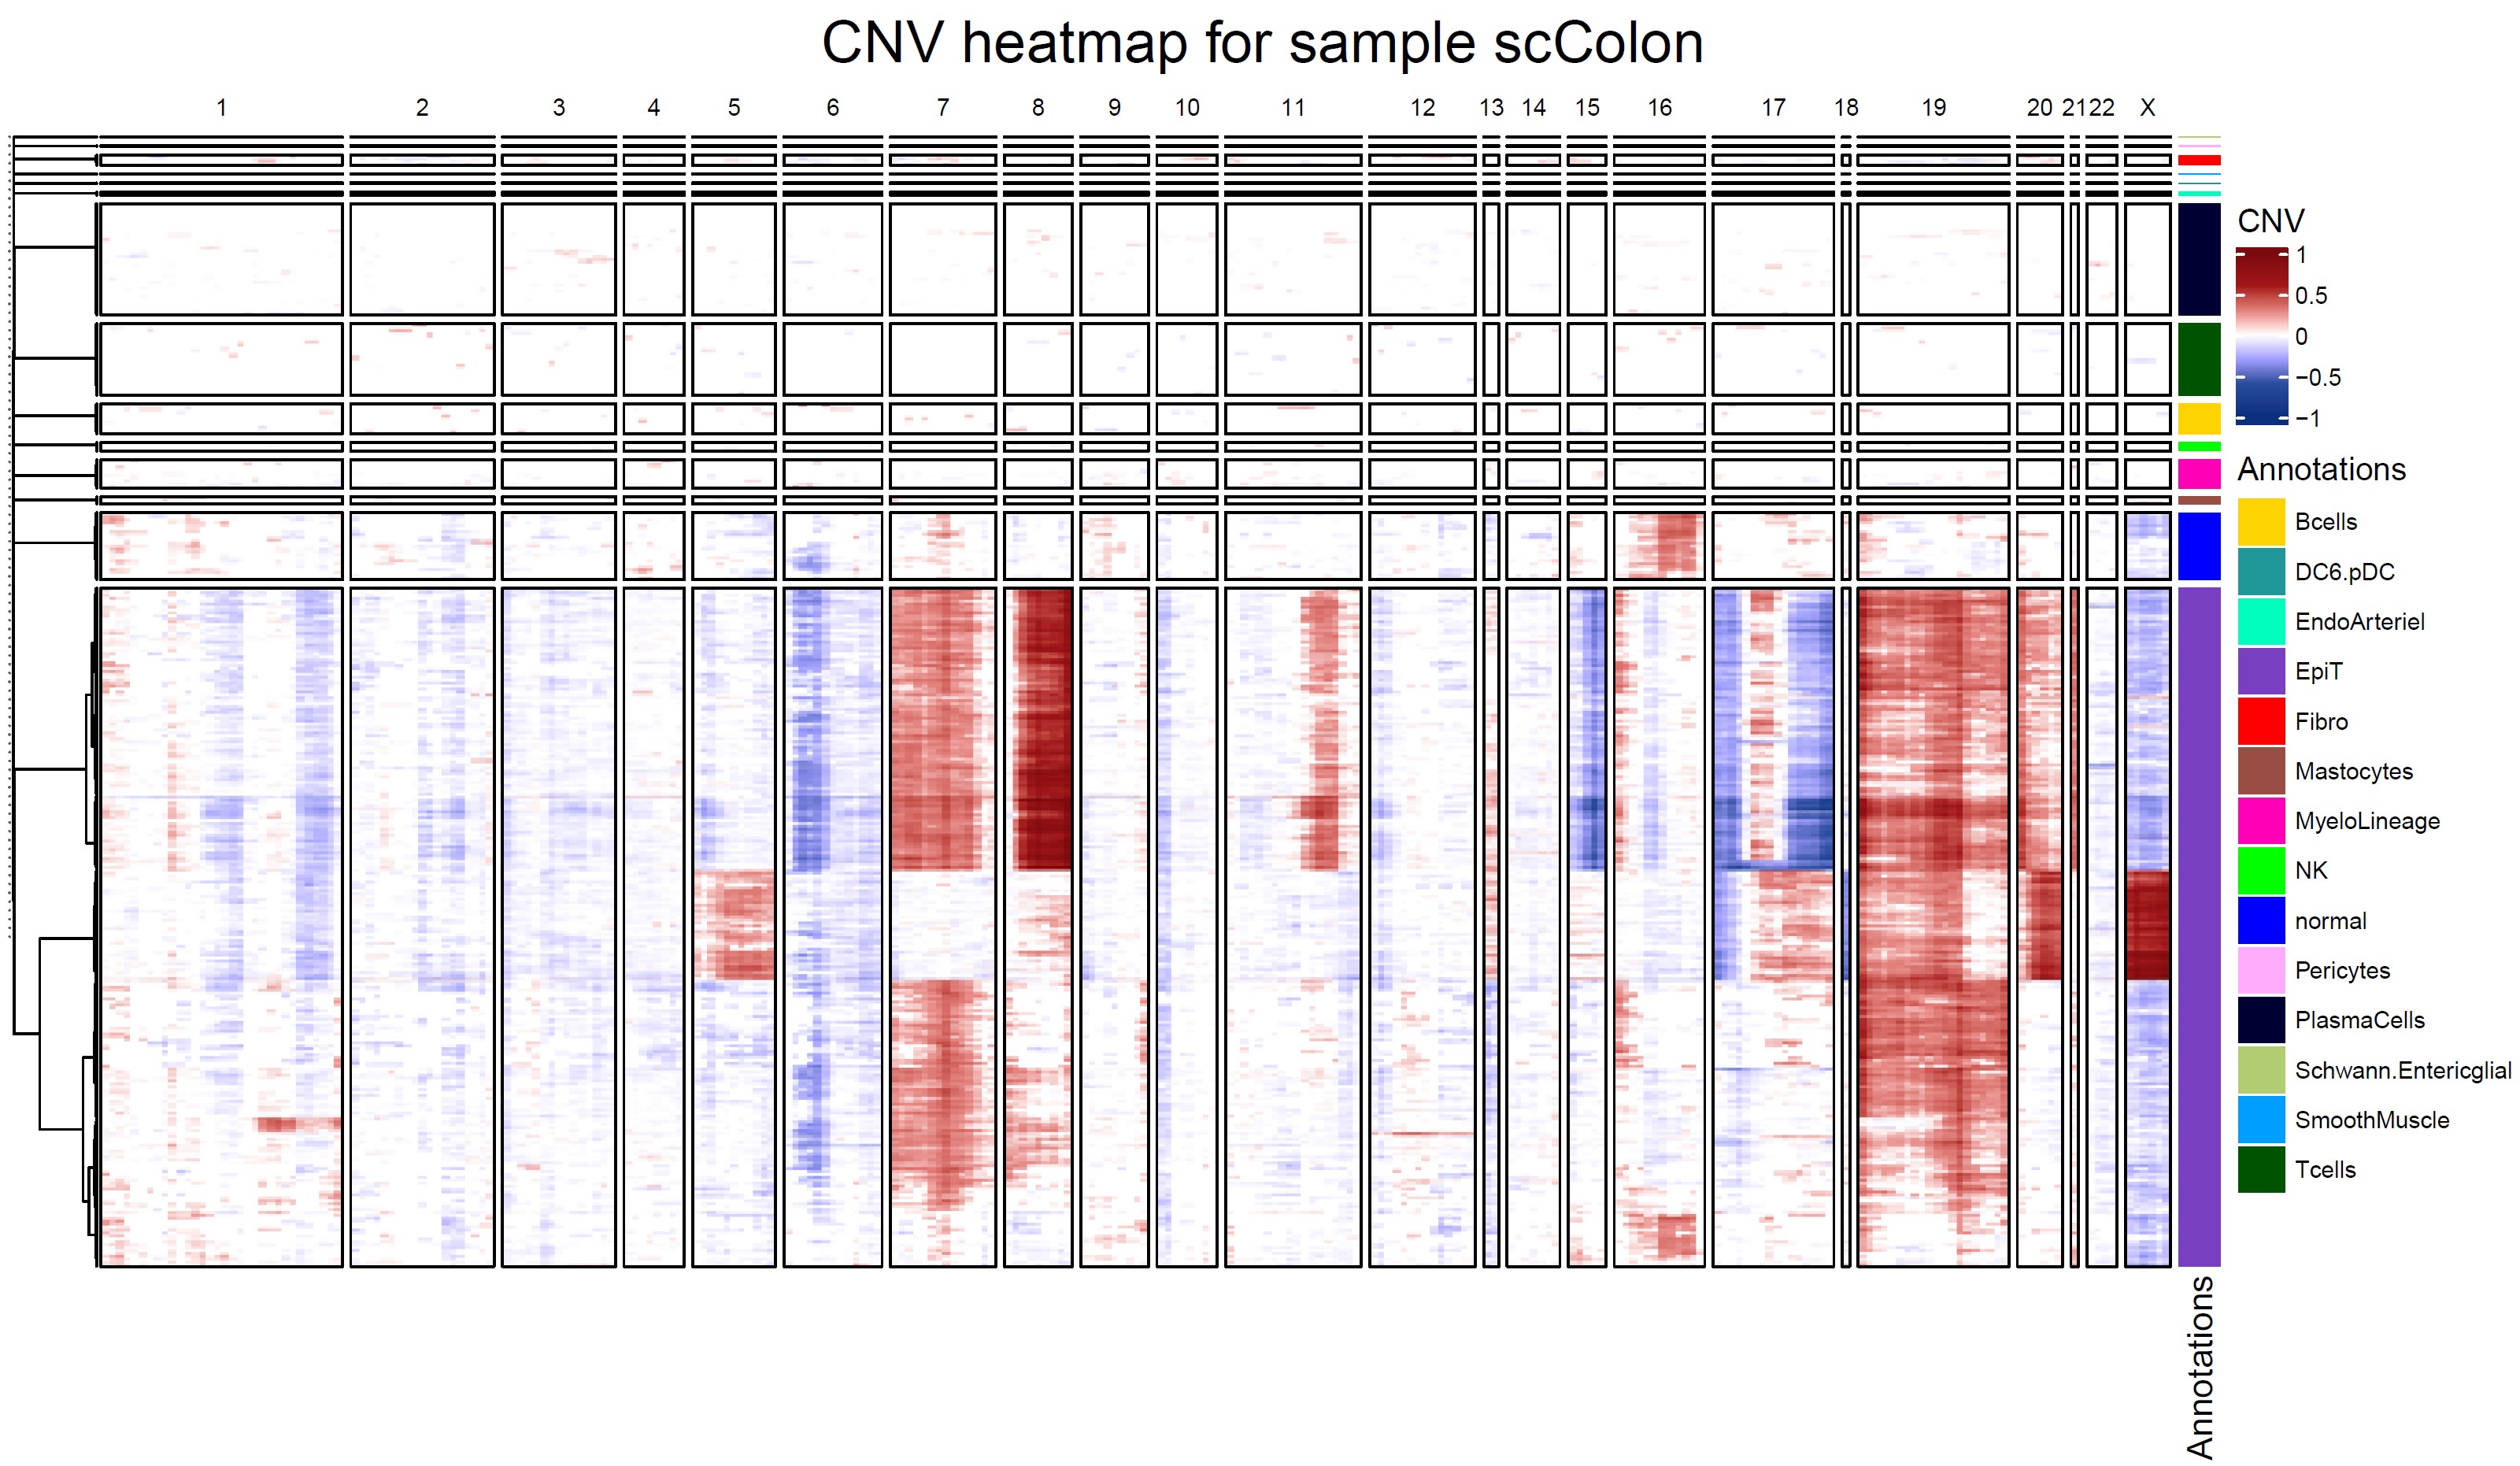 CNV heatmap for sample scColon
1 2 3 4 5 6 7 8 9 10 11 12 13 14 15 16 17 18 19 20 21 22 X
CNV
1
0.5
0
−0.5
−1
Annotations
Bcells
DC6.pDC
EndoArteriel
EpiT
Fibro
Mastocytes
MyeloLineage
NK
normal
Pericytes
PlasmaCells
Schwann.Entericglial
SmoothMuscle
Tcells
Annotations